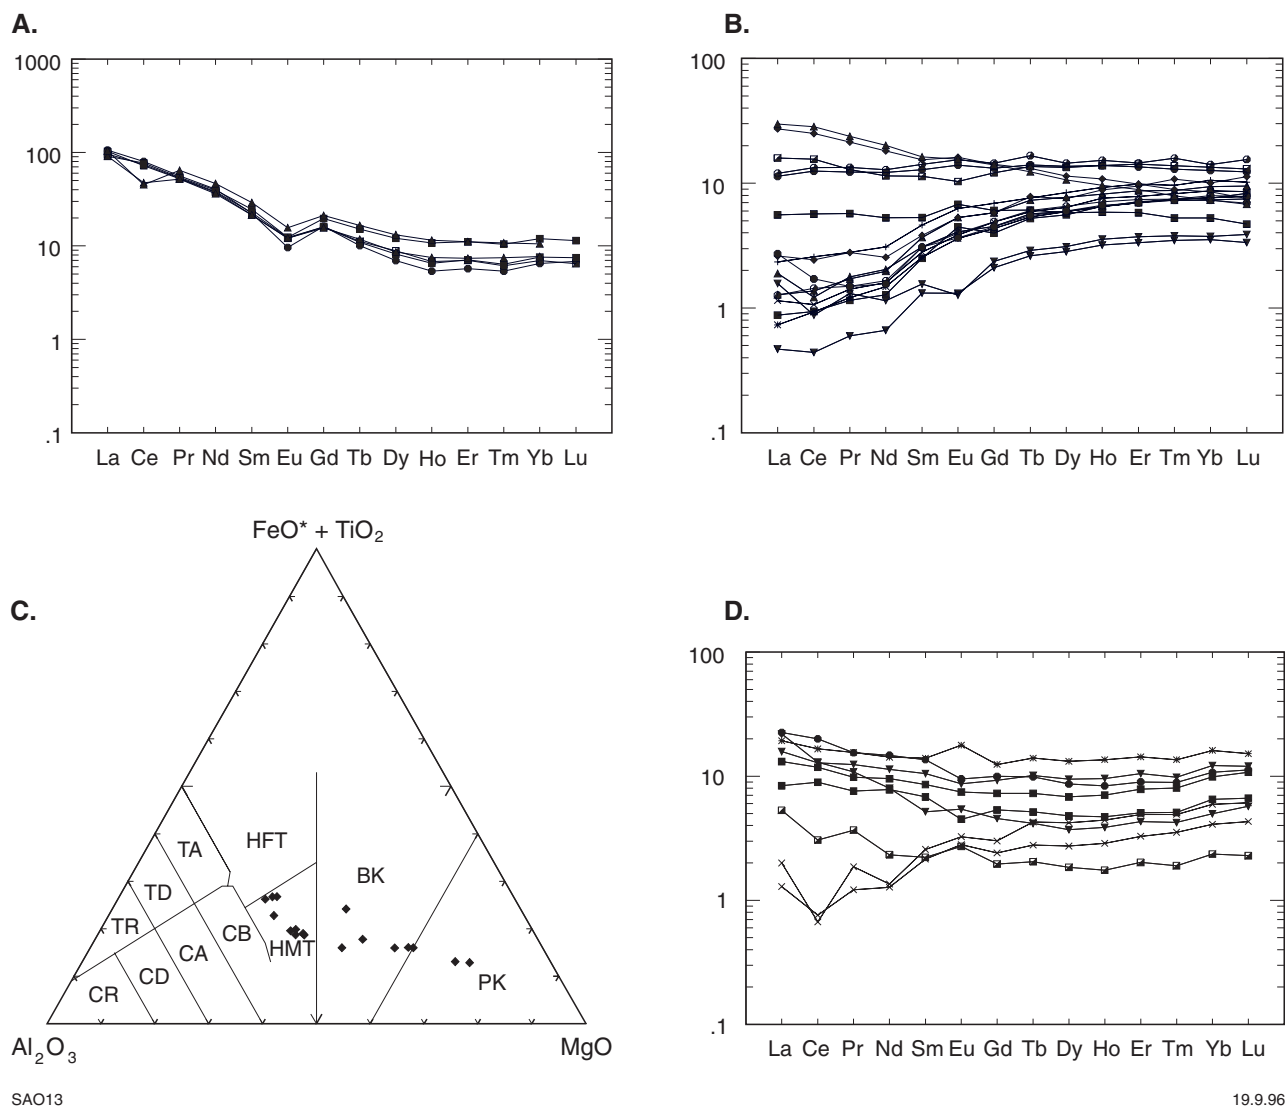 A.
1000
100
10
1
.1
La Ce Pr Nd Sm Eu Gd Tb Dy Ho Er Tm Yb Lu
B.
100
10
1
.1
La Ce Pr Nd Sm Eu Gd Tb Dy Ho Er Tm Yb Lu
C.
FeO* + TiO2
TA
HFT
BK
TD
TR
CB
HMT
CA
CD
CR
PK
Al2O3
MgO
D.
100
10
1
.1
La Ce Pr Nd Sm Eu Gd Tb Dy Ho Er Tm Yb Lu
SAO13
19.9.96